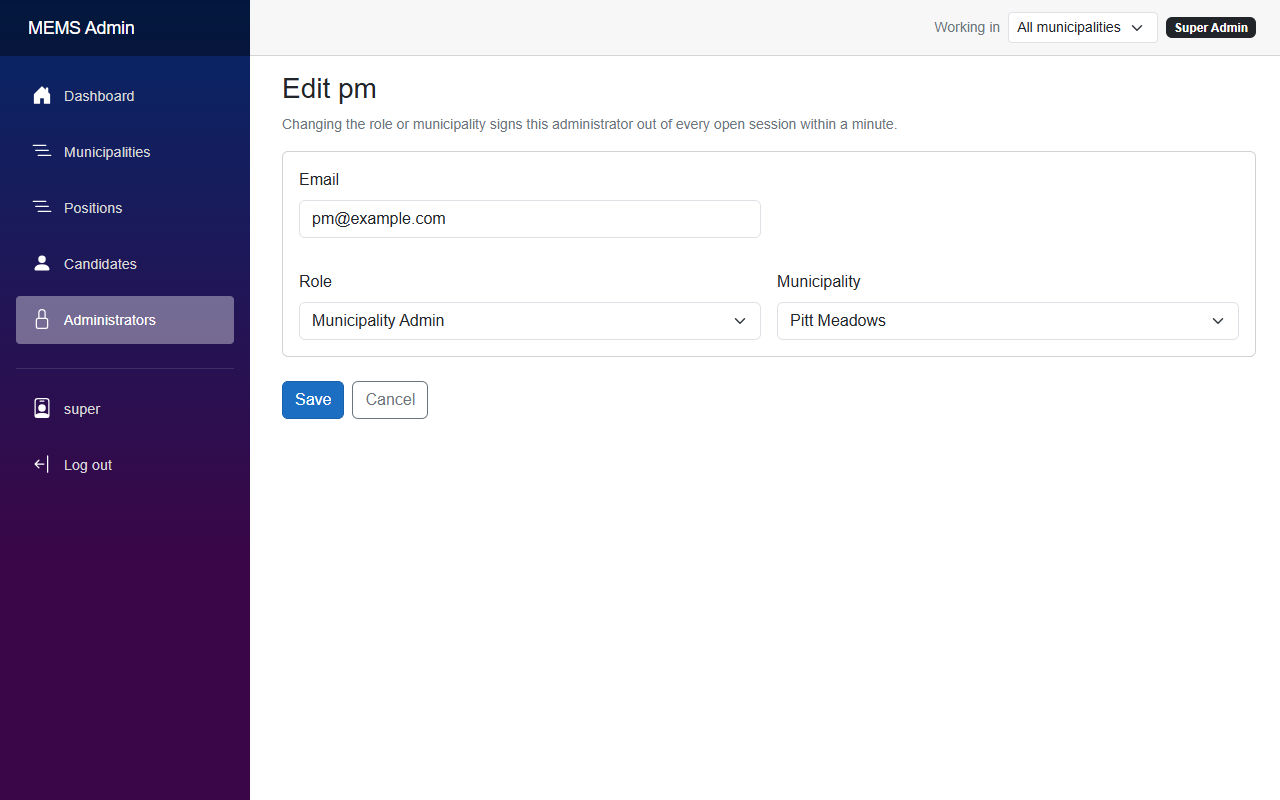 MEMS Admin
Working in
All municipalities
Super Admin
Dashboard
Municipalities
Positions
Candidates
Administrators
super
Log out
Edit pm
Changing the role or municipality signs this administrator out of every open session within a minute.
Email
pm@example.com
Role
Municipality
Municipality Admin
Pitt Meadows
Save
Cancel